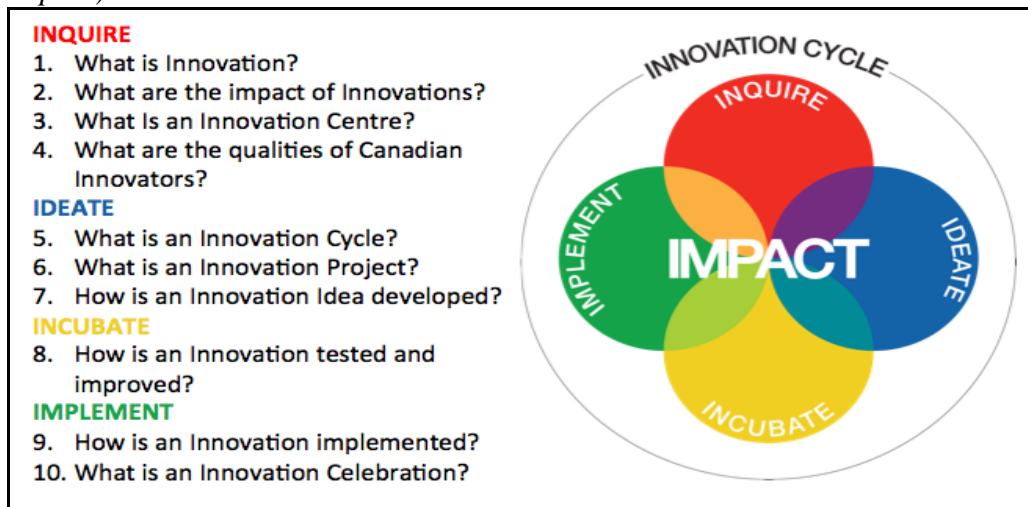 INQUIRE
1. What is Innovation?
2. What are the impact of Innovations?
3. What Is an Innovation Centre?
4. What are the qualities of Canadian
Innovators?
IDEATE
5. What is an Innovation Cycle?
6. What is an Innovation Project?
7. How is an Innovation Idea developed?
INCUBATE
8. How is an Innovation tested and
improved?
IMPLEMENT
9. How is an Innovation implemented?
10. What is an Innovation Celebration?
INNOVATION CYCLE
INQUIRE
IMPLEMENT
IMPACT
IDEATE
INCUBATE